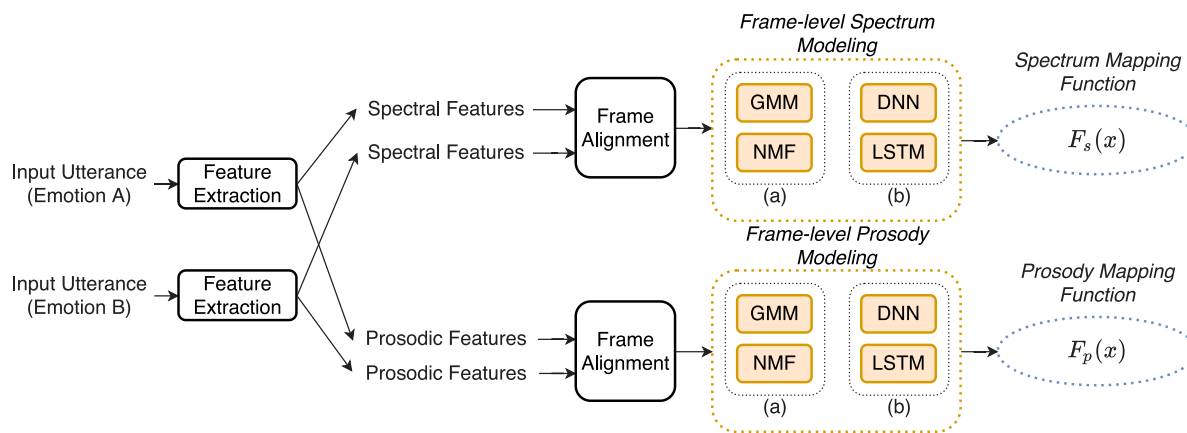 Frame-level Spectrum
Modeling
Spectrum Mapping
Function
Spectral Features
Spectral Features
Frame
Alignment
GMM
DNN
NMF
LSTM
(a)
(b)
F_s(x)
Input Utterance
(Emotion A)
Feature
Extraction
Input Utterance
(Emotion B)
Feature
Extraction
Frame-level Prosody
Modeling
Prosody Mapping
Function
Prosodic Features
Prosodic Features
Frame
Alignment
GMM
DNN
NMF
LSTM
(a)
(b)
F_p(x)